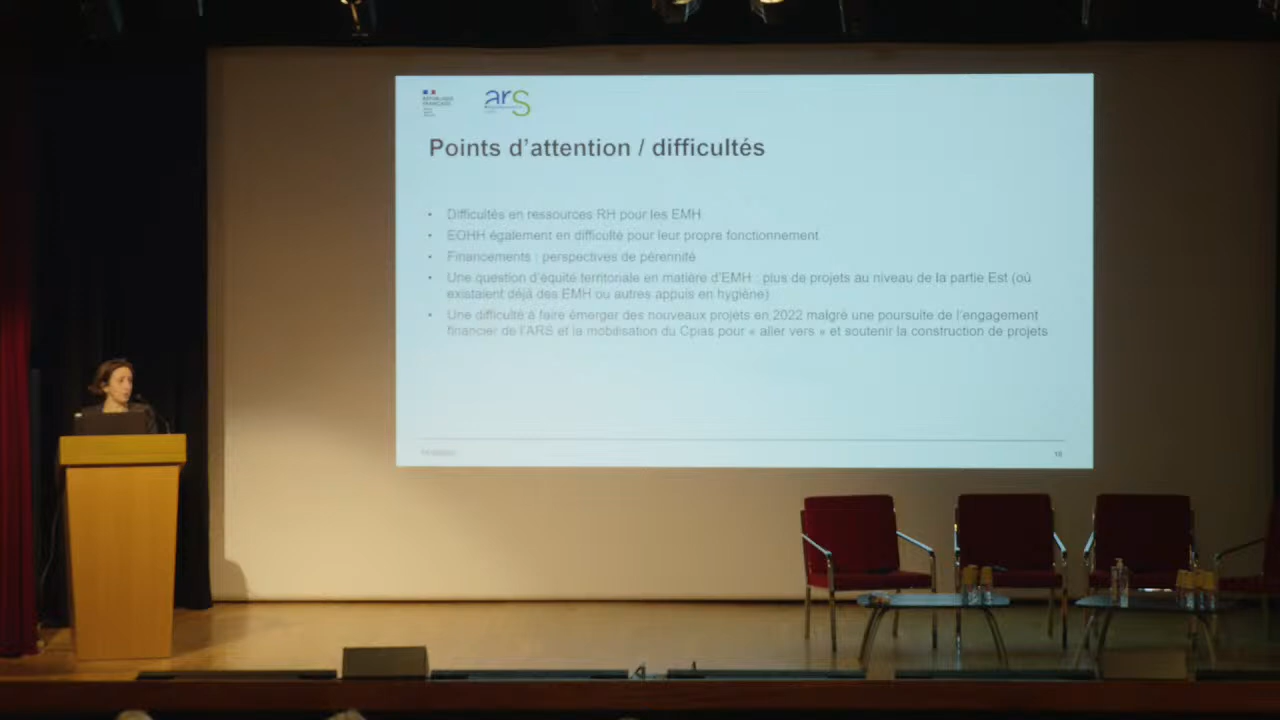 RÉPUBLIQUE
FRANÇAISE
ars
Points d'attention / difficultés
• Difficultés en ressources RH pour les EMH
• EOHH également en difficulté pour leur propre fonctionnement
• Financements : perspectives de pérennité
• Une question d'équité territoriale en matière d'EMH : plus de projets au niveau de la partie Est (où
existaient déjà des EMH ou autres appuis en hygiène)
• Une difficulté à faire émerger des nouveaux projets en 2022 malgré une poursuite de l'engagement
financier de l'ARS et la mobilisation du Cpias pour « aller vers » et soutenir la construction de projets